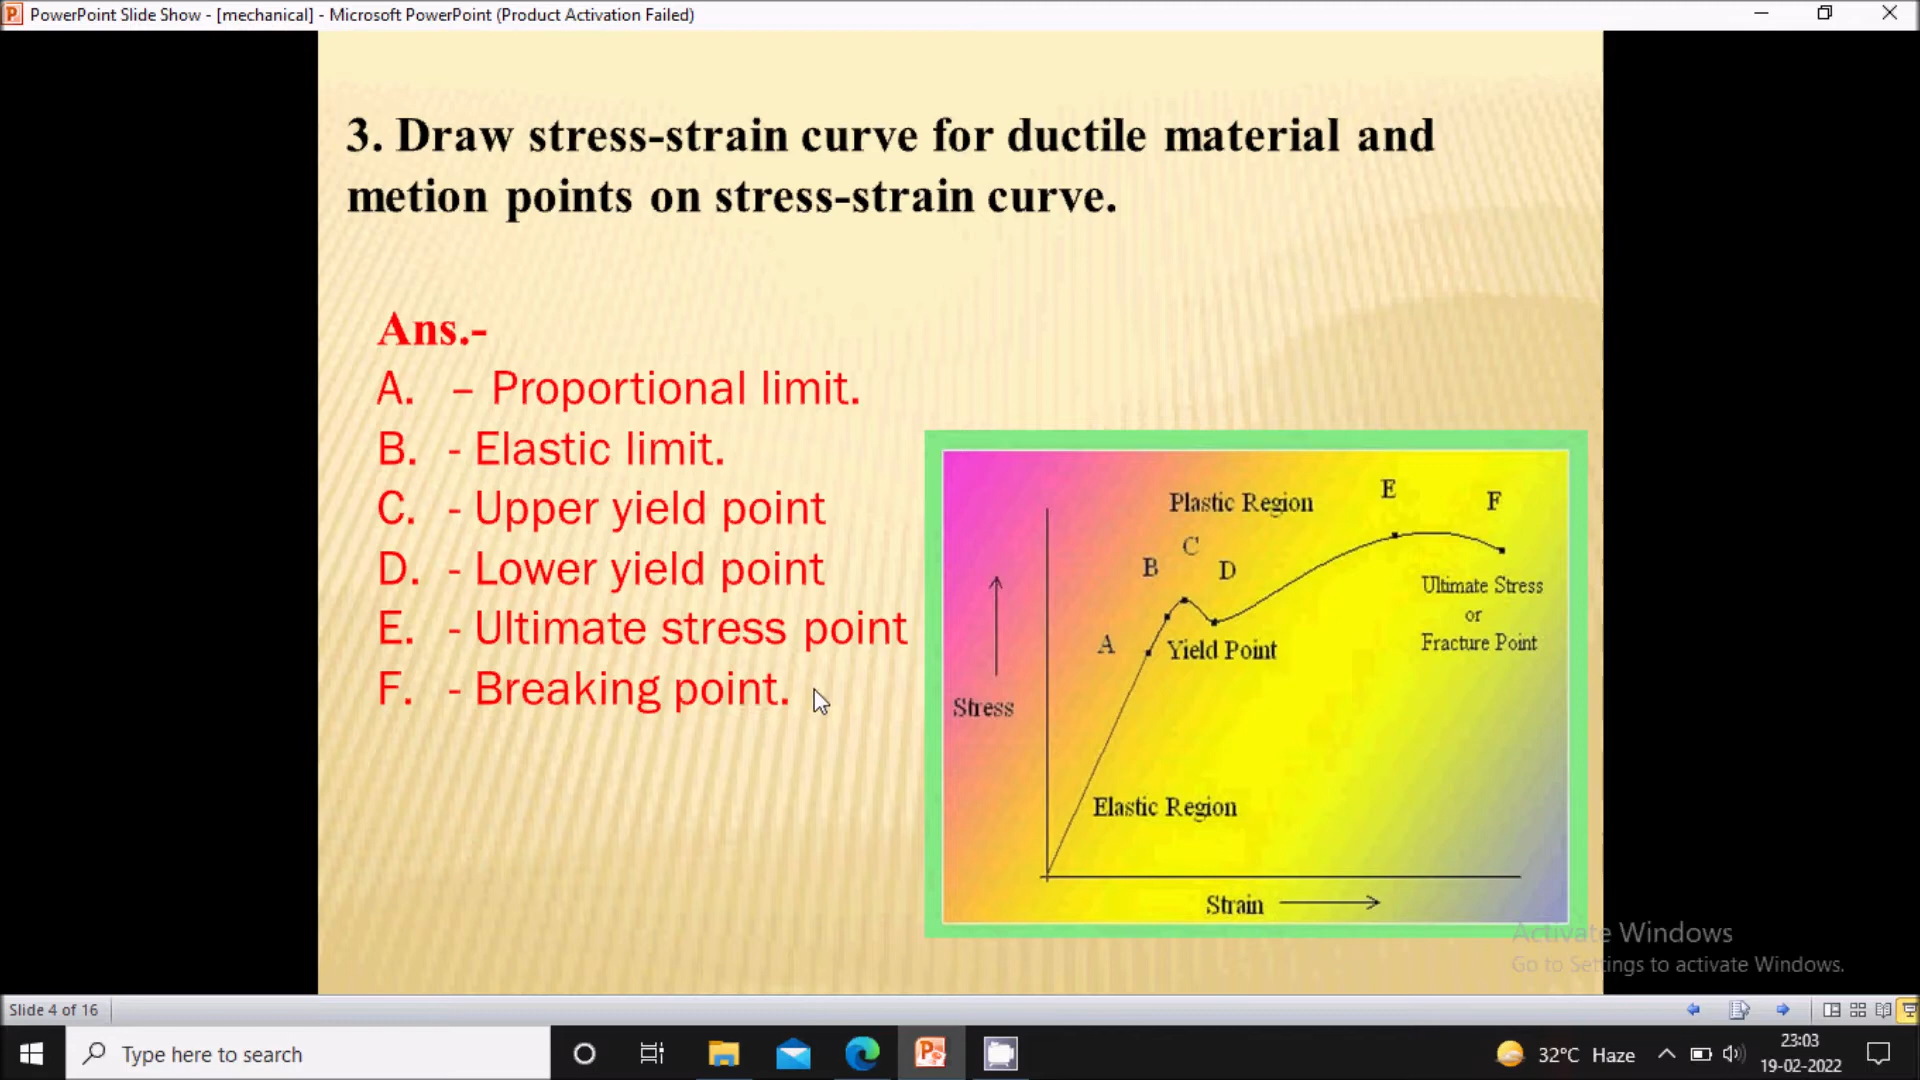 PowerPoint Slide Show - [mechanical] - Microsoft PowerPoint (Product Activation Failed)
3. Draw stress-strain curve for ductile material and
metion points on stress-strain curve.
Ans.-
A. – Proportional limit.
B. - Elastic limit.
C. - Upper yield point
D. - Lower yield point
E. - Ultimate stress point
F. - Breaking point.
Plastic Region
E
F
C
B
D
A
Yield Point
Ultimate Stress
or
Fracture Point
Stress
Elastic Region
Strain
Activate Windows
Go to Settings to activate Windows.
Slide 4 of 16
Type here to search
32°C Haze
23:03
19-02-2022